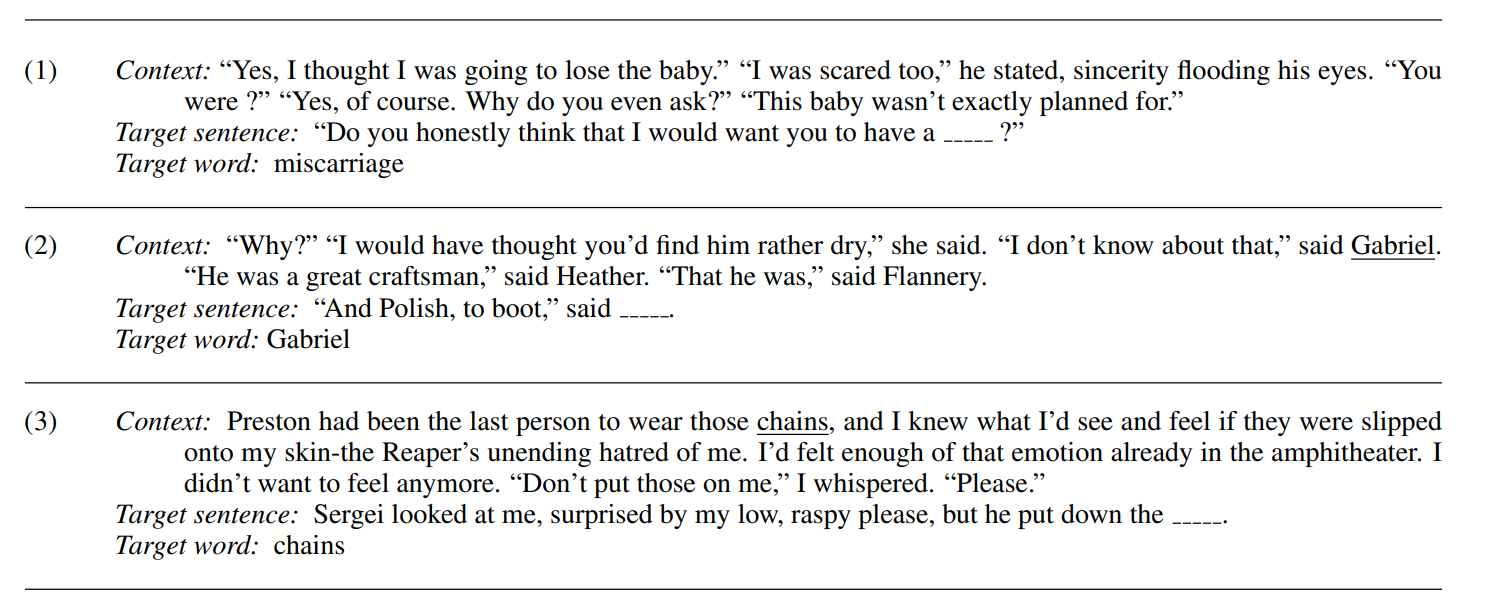 (1) Context: “Yes, I thought I was going to lose the baby.” “I was scared too,” he stated, sincerity flooding his eyes. “You
were ?” “Yes, of course. Why do you even ask?” “This baby wasn’t exactly planned for.”
Target sentence: “Do you honestly think that I would want you to have a _____ ?”
Target word: miscarriage
(2) Context: “Why?” “I would have thought you’d find him rather dry,” she said. “I don’t know about that,” said Gabriel.
“He was a great craftsman,” said Heather. “That he was,” said Flannery.
Target sentence: “And Polish, to boot,” said _____.
Target word: Gabriel
(3) Context: Preston had been the last person to wear those chains, and I knew what I’d see and feel if they were slipped
onto my skin-the Reaper’s unending hatred of me. I’d felt enough of that emotion already in the amphitheater. I
didn’t want to feel anymore. “Don’t put those on me,” I whispered. “Please.”
Target sentence: Sergei looked at me, surprised by my low, raspy please, but he put down the _____.
Target word: chains